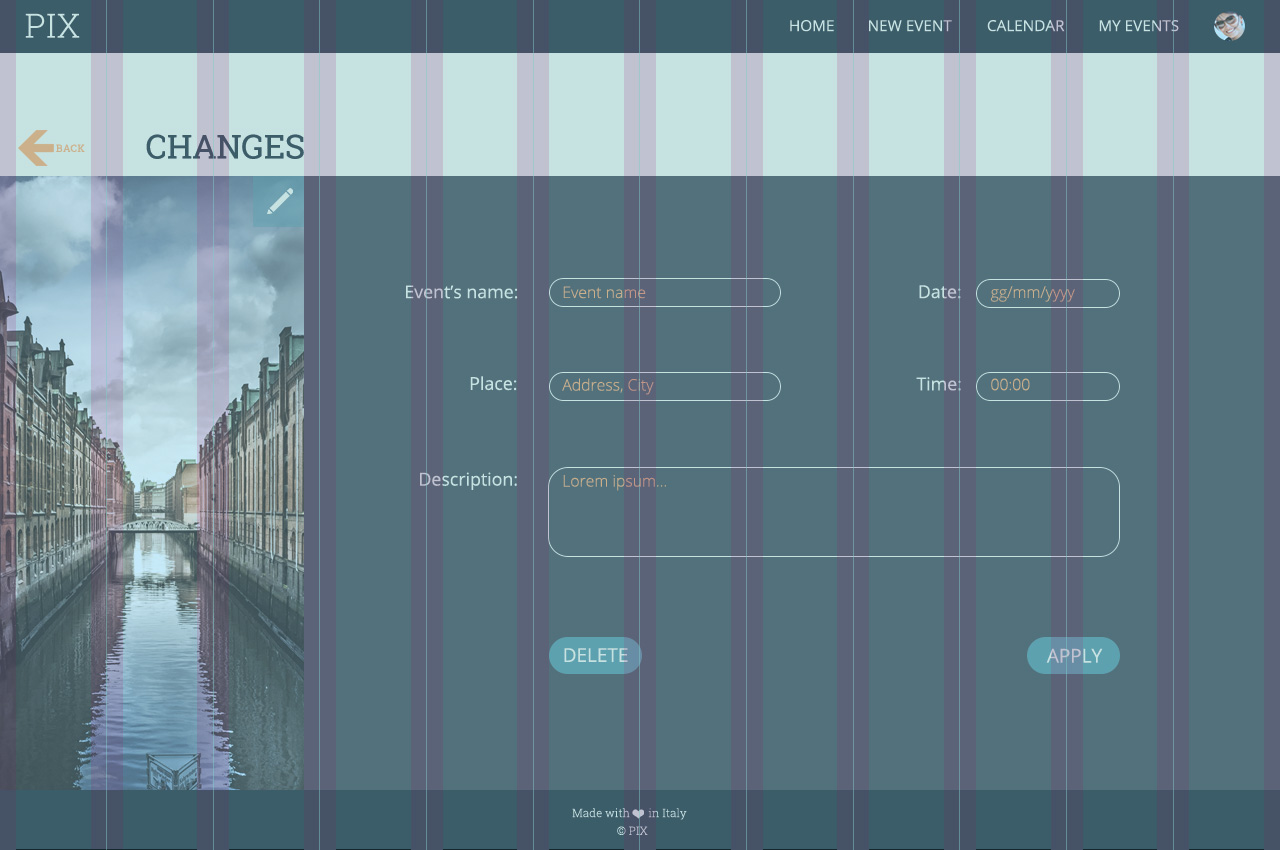 PIX
HOME NEW EVENT CALENDAR MY EVENTS
BACK
CHANGES
Event’s name: Event name
Date: gg/mm/yyyy
Place: Address, City
Time: 00:00
Description: Lorem ipsum...
DELETE
APPLY
Made with ❤ in Italy
© PIX